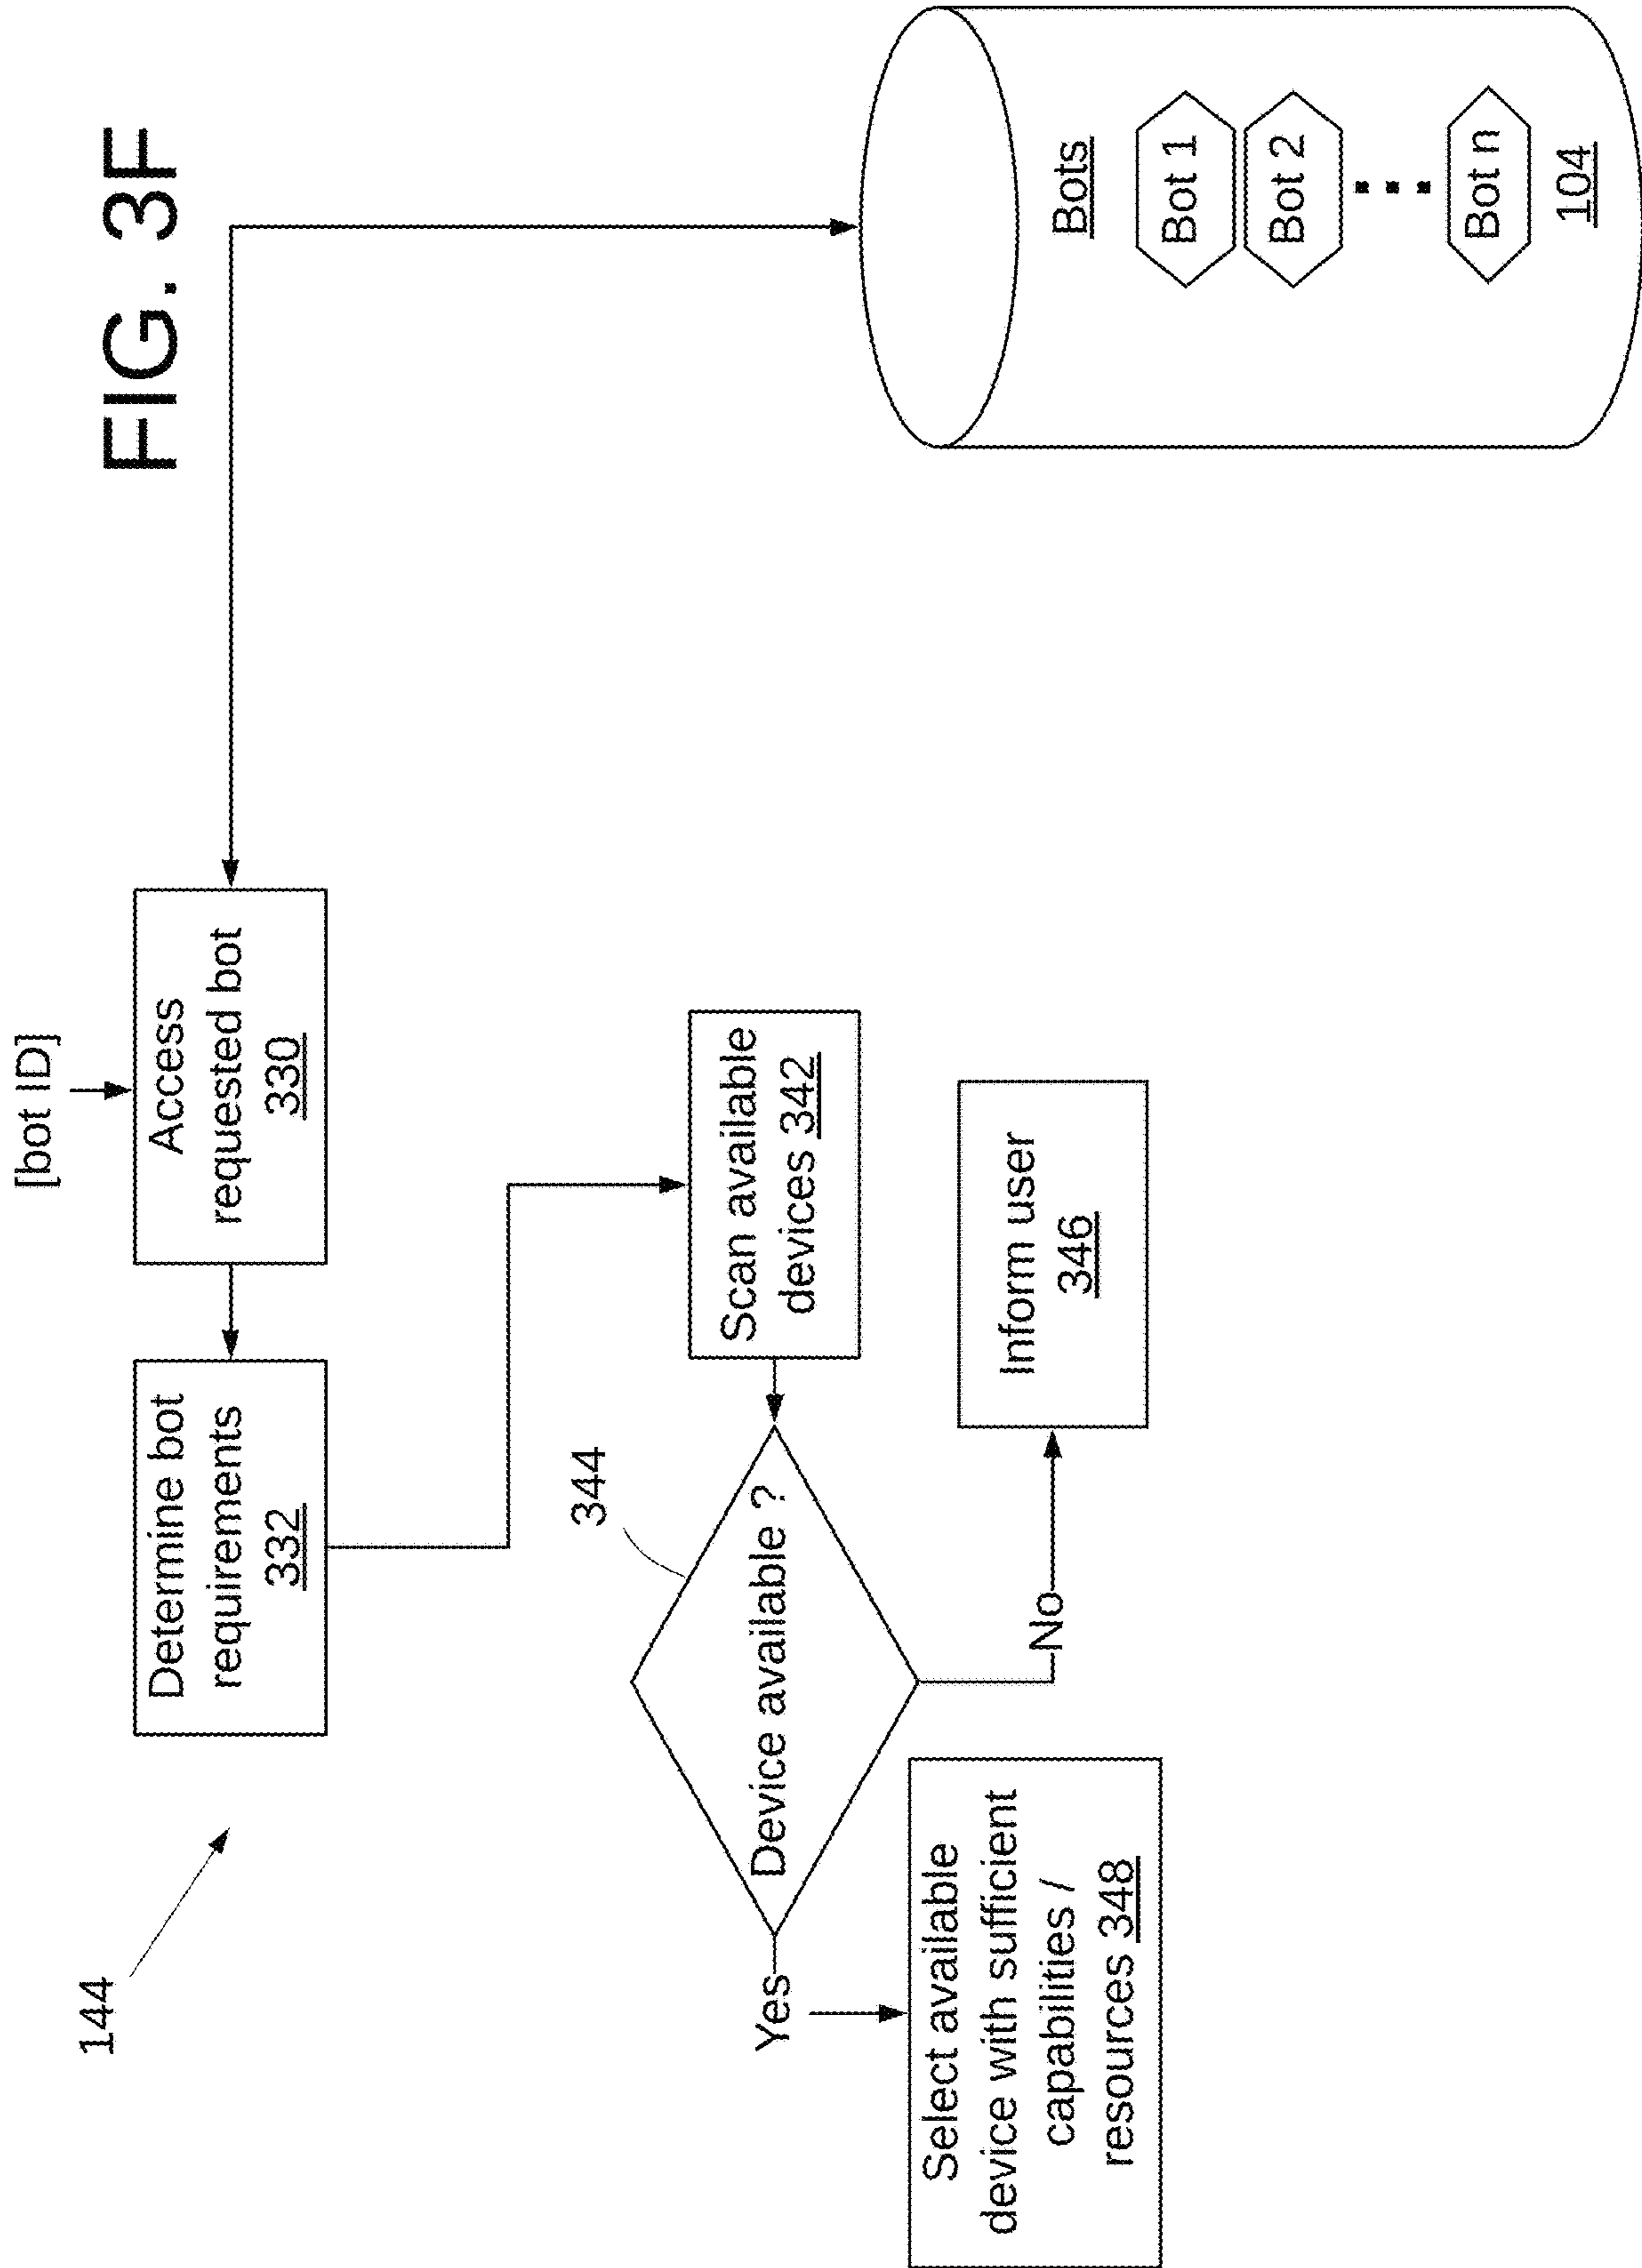 FIG. 3F
144
[bot ID]
Determine bot
requirements
332
Access
requested bot
330
344
Scan available
devices 342
Yes
Device available ?
No
Inform user
346
Select available
device with sufficient
capabilities /
resources 348
Bots
Bot 1
Bot 2
Bot n
104